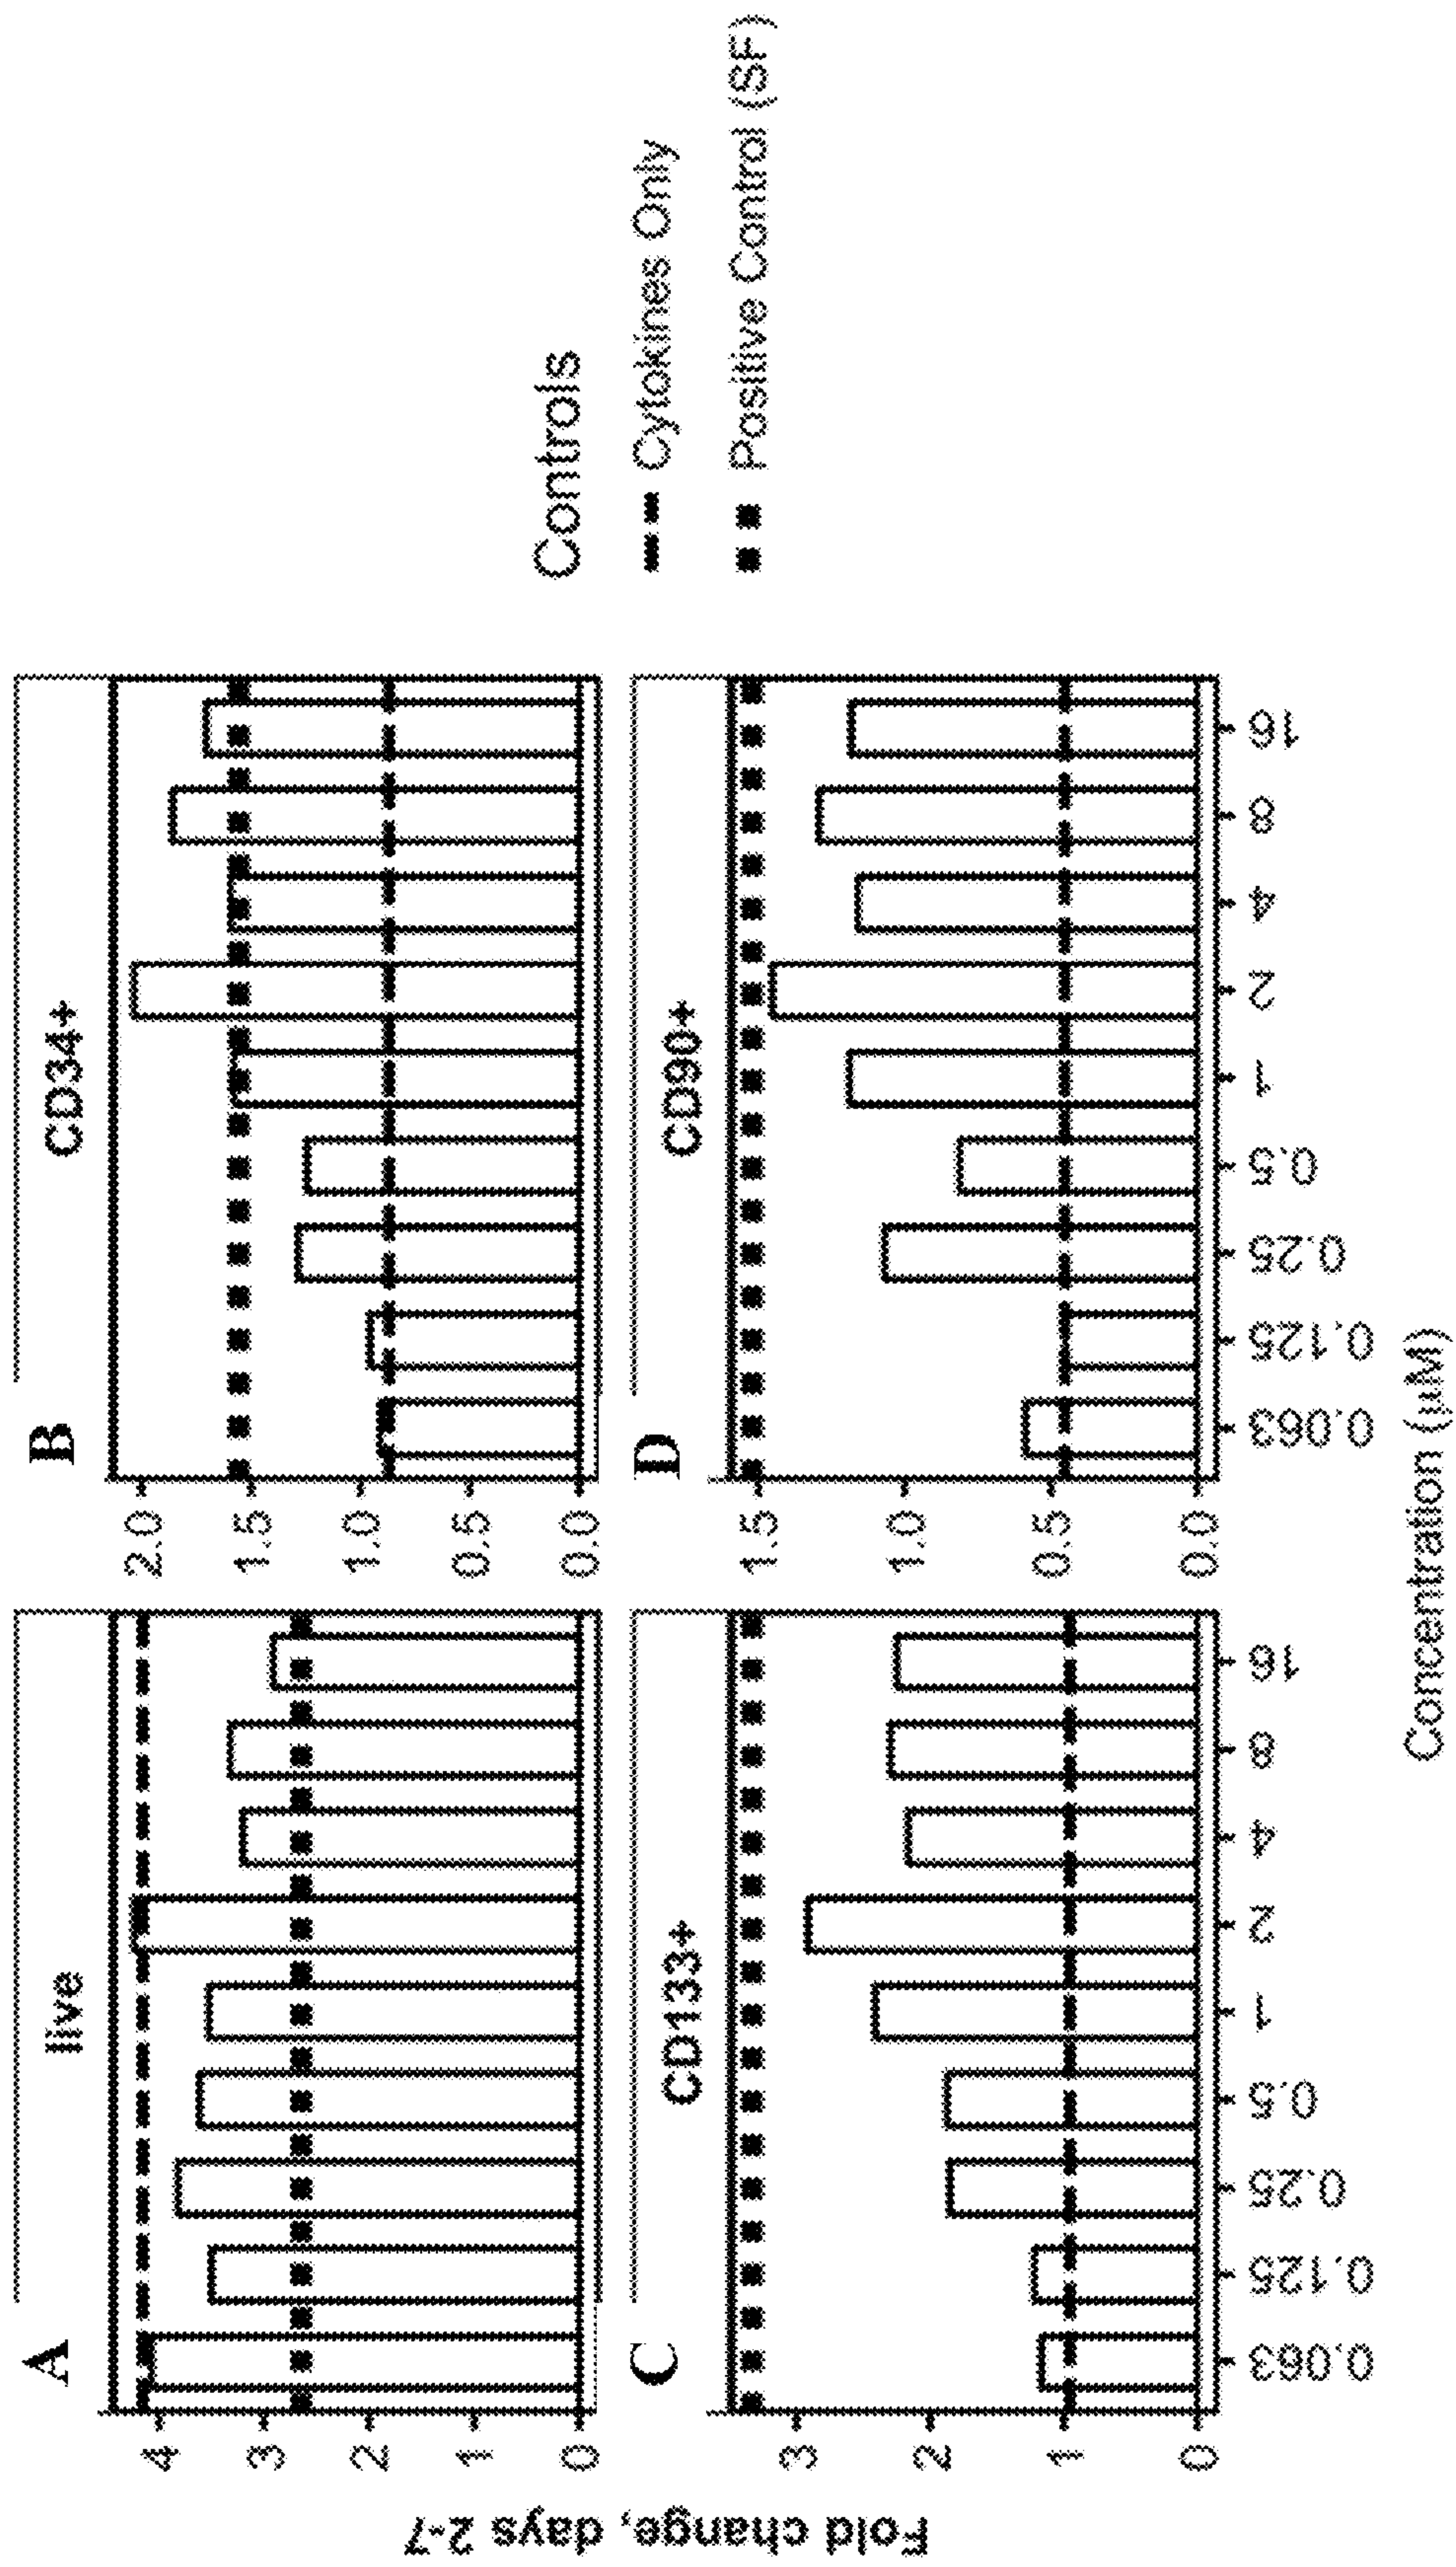 A
live
4
3
2
1
0
B
CD34+
2.0
1.5
1.0
0.5
0.0
C
CD133+
3
2
1
0
0.063 0.125 0.25 0.5 1 2 4 8 16
D
CD90+
1.5
1.0
0.5
0.0
0.063 0.125 0.25 0.5 1 2 4 8 16
Fold change, days 2-7
Concentration (µM)
Controls
Cytokines Only
Positive Control (SF)